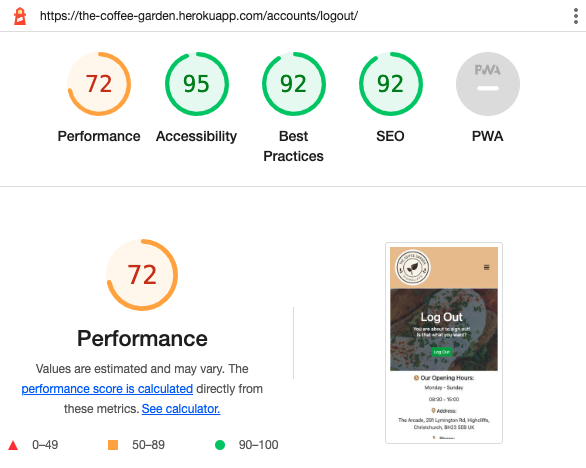 https://the-coffee-garden.herokuapp.com/accounts/logout/
72
95
92
92
PWA
Performance
Accessibility
Best
Practices
SEO
PWA
72
Performance
Values are estimated and may vary. The
performance score is calculated directly from
these metrics. See calculator.
0–49
50–89
90–100
THE COFFEE GARDEN
Log Out
You are about to sign out!
Is that what you want?
Log Out
Our Opening Hours:
Monday - Sunday
08:30 - 16:00
Address:
The Arcade, 291 Lymington Rd, Highcliffe,
Christchurch, BH23 5EB UK